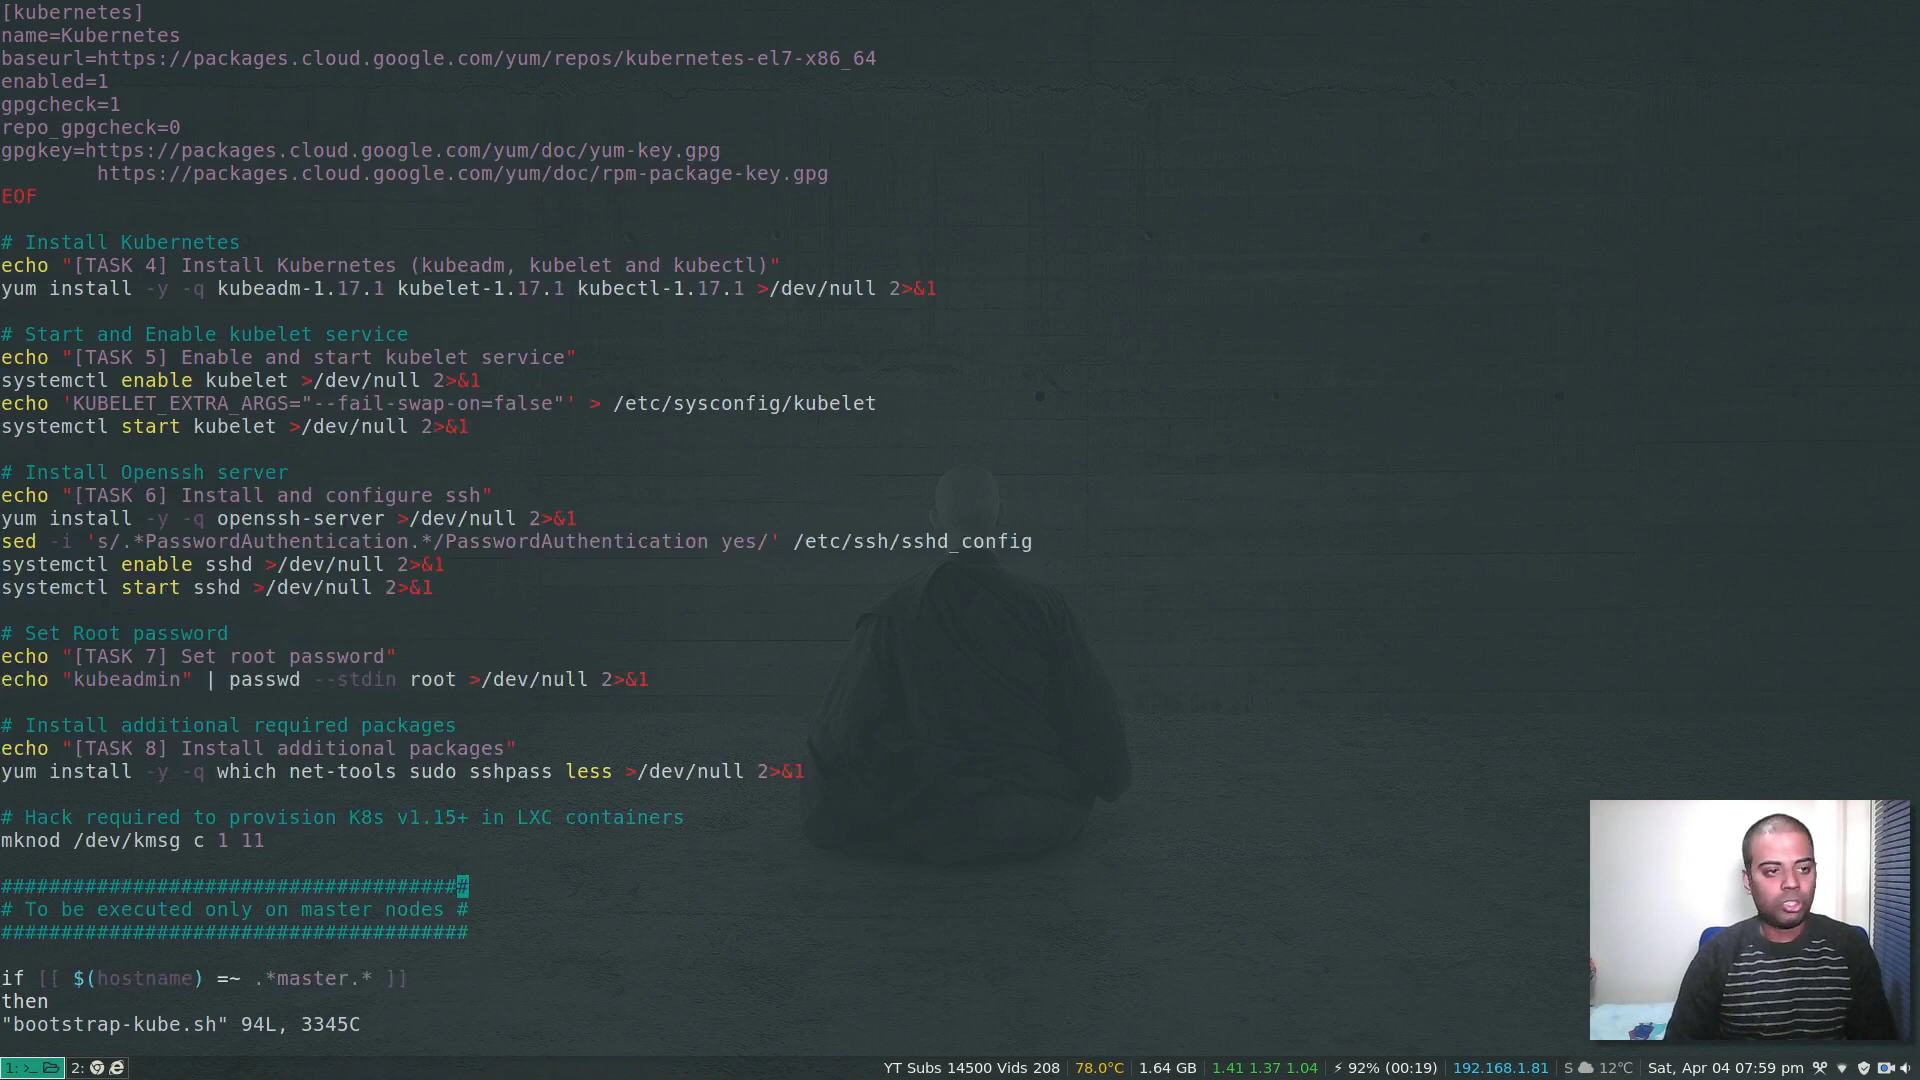 [kubernetes]
name=Kubernetes
baseurl=https://packages.cloud.google.com/yum/repos/kubernetes-el7-x86_64
enabled=1
gpgcheck=1
repo_gpgcheck=0
gpgkey=https://packages.cloud.google.com/yum/doc/yum-key.gpg
        https://packages.cloud.google.com/yum/doc/rpm-package-key.gpg
EOF

# Install Kubernetes
echo "[TASK 4] Install Kubernetes (kubeadm, kubelet and kubectl)"
yum install -y -q kubeadm-1.17.1 kubelet-1.17.1 kubectl-1.17.1 >/dev/null 2>&1

# Start and Enable kubelet service
echo "[TASK 5] Enable and start kubelet service"
systemctl enable kubelet >/dev/null 2>&1
echo 'KUBELET_EXTRA_ARGS="--fail-swap-on=false"' > /etc/sysconfig/kubelet
systemctl start kubelet >/dev/null 2>&1

# Install Openssh server
echo "[TASK 6] Install and configure ssh"
yum install -y -q openssh-server >/dev/null 2>&1
sed -i 's/.*PasswordAuthentication.*/PasswordAuthentication yes/' /etc/ssh/sshd_config
systemctl enable sshd >/dev/null 2>&1
systemctl start sshd >/dev/null 2>&1

# Set Root password
echo "[TASK 7] Set root password"
echo "kubeadmin" | passwd --stdin root >/dev/null 2>&1

# Install additional required packages
echo "[TASK 8] Install additional packages"
yum install -y -q which net-tools sudo sshpass less >/dev/null 2>&1

# Hack required to provision K8s v1.15+ in LXC containers
mknod /dev/kmsg c 1 11

#######################################
# To be executed only on master nodes #
#######################################

if [[ $(hostname) =~ .*master.* ]]
then
"bootstrap-kube.sh" 94L, 3345C
1: 2: YT Subs 14500 Vids 208 78.0°C 1.64 GB 1.41 1.37 1.04 ⚡ 92% (00:19) 192.168.1.81 S 12°C Sat, Apr 04 07:59 pm